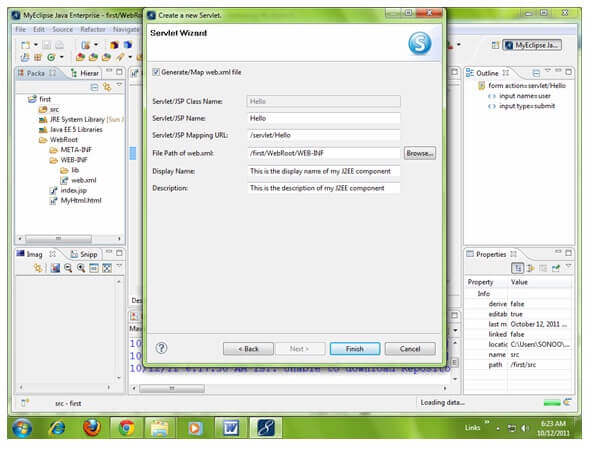 MyEclipse Java Enterprise - first/WebRo
Create a new Servlet.
File Edit Source Refactor Navigate
Servlet Wizard
MyEclipse Ja...
Packa
Hierar
Outline
first
src
JRE System Library [Sun J
Java EE 5 Libraries
WebRoot
META-INF
WEB-INF
lib
web.xml
index.jsp
MyHtml.html
Generate/Map web.xml file
Servlet/JSP Class Name: Hello
Servlet/JSP Name: Hello
Servlet/JSP Mapping URL: /servlet/Hello
File Path of web.xml: /first/WebRoot/WEB-INF Browse...
Display Name: This is the display name of my J2EE component
Description: This is the description of my J2EE component
form action=servlet/Hello
input name=user
input type=submit
Imag
Snipp
Des
Properties
Property Value
Info
derive false
editab true
last m October 12, 2011 ...
linked false
locatic C:\Users\SONOO\...
name src
path /first/src
< Back Next > Finish Cancel
src - first
Loading data...
Links
6:23 AM
10/12/2011